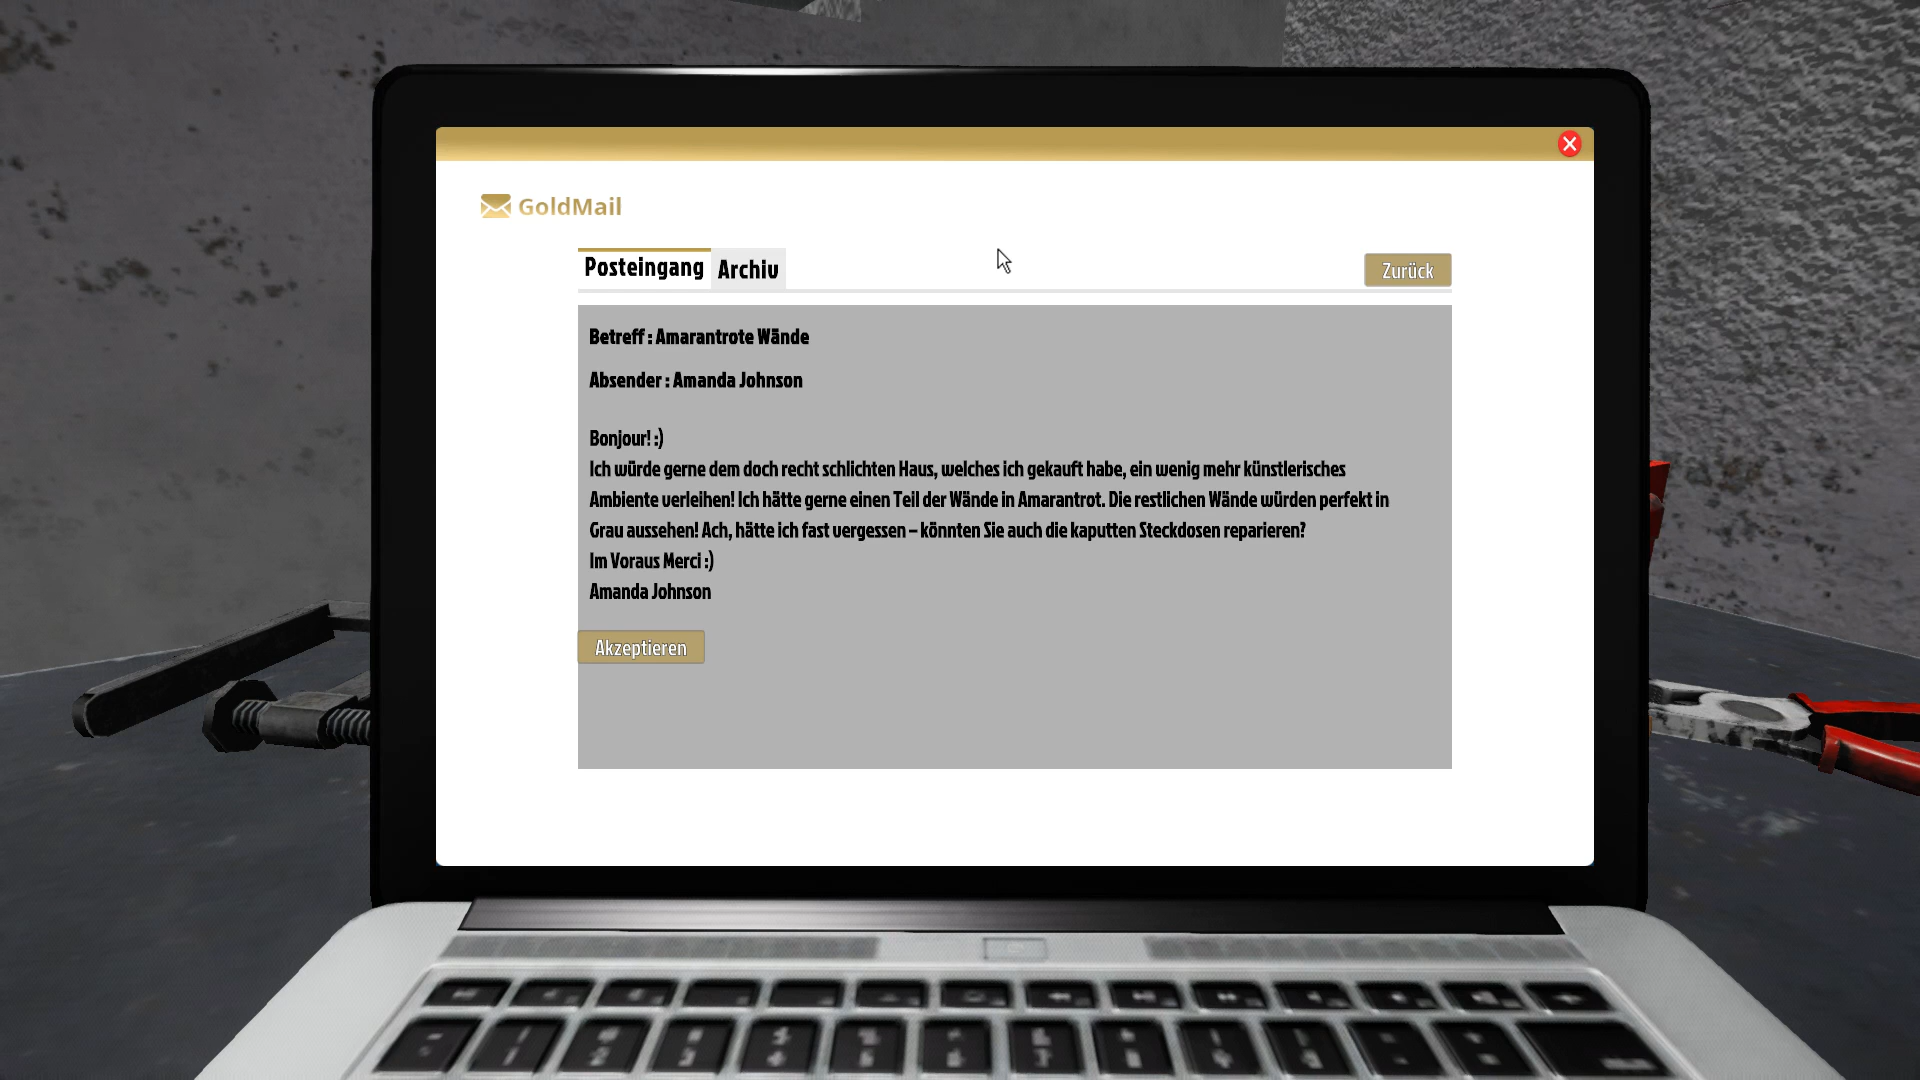 GoldMail
Posteingang Archiv
Zurück
Betreff : Amarantrote Wände
Absender : Amanda Johnson
Bonjour! :)
Ich würde gerne dem doch recht schlichten Haus, welches ich gekauft habe, ein wenig mehr künstlerisches
Ambiente verleihen! Ich hätte gerne einen Teil der Wände in Amarantrot. Die restlichen Wände würden perfekt in
Grau aussehen! Ach, hätte ich fast vergessen – könnten Sie auch die kaputten Steckdosen reparieren?
Im Voraus Merci :)
Amanda Johnson
Akzeptieren